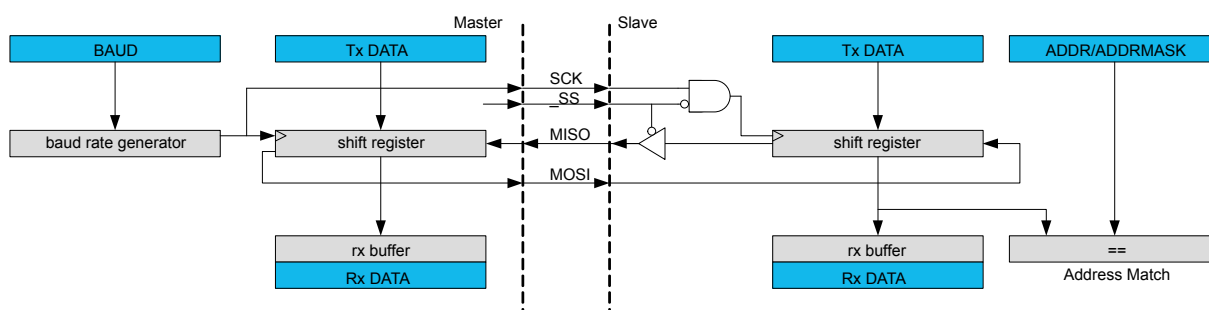 Master
Slave
BAUD
Tx DATA
Tx DATA
ADDR/ADDRMASK
SCK
_SS
baud rate generator
shift register
MISO
shift register
MOSI
rx buffer
rx buffer
==
Rx DATA
Rx DATA
Address Match